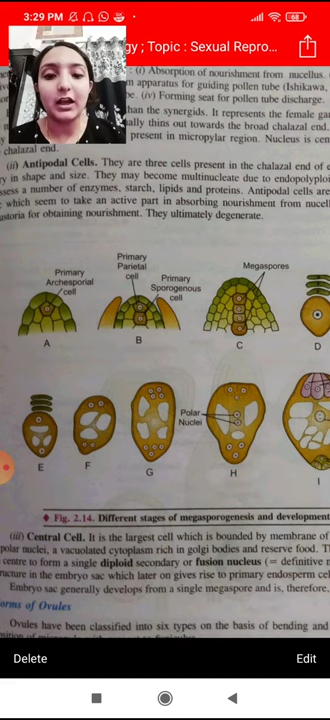 3:29 PM
68
gy ; Topic : Sexual Repro...
: (i) Absorption of nourishment from nucellus.
m apparatus for guiding pollen tube (Ishikawa,
be. (iv) Forming seat for pollen tube discharge.
than the synergids. It represents the female
ually thins out towards the broad chalazal end.
present in micropylar region. Nucleus is
chalazal end.
(ii) Antipodal Cells. They are three cells present in the chalazal end of
ry in shape and size. They may become multinucleate due to
ssess a number of enzymes, starch, lipids and proteins. Antipodal cells are
which seem to take an active part in absorbing nourishment from
ustoria for obtaining nourishment. They ultimately degenerate.
Primary Archesporial cell
Primary Parietal cell
Primary Sporogenous cell
Megaspores
A
B
C
D
Polar Nuclei
E
F
G
H
I
Fig. 2.14. Different stages of megasporogenesis and development
(iii) Central Cell. It is the largest cell which is bounded by membrane of
polar nuclei, a vacuolated cytoplasm rich in golgi bodies and reserve food.
centre to form a single diploid secondary or fusion nucleus (= definitive
ructure in the embryo sac which later on gives rise to primary endosperm
Embryo sac generally develops from a single megaspore and is, therefore,
orms of Ovules
Ovules have been classified into six types on the basis of bending and
Delete
Edit